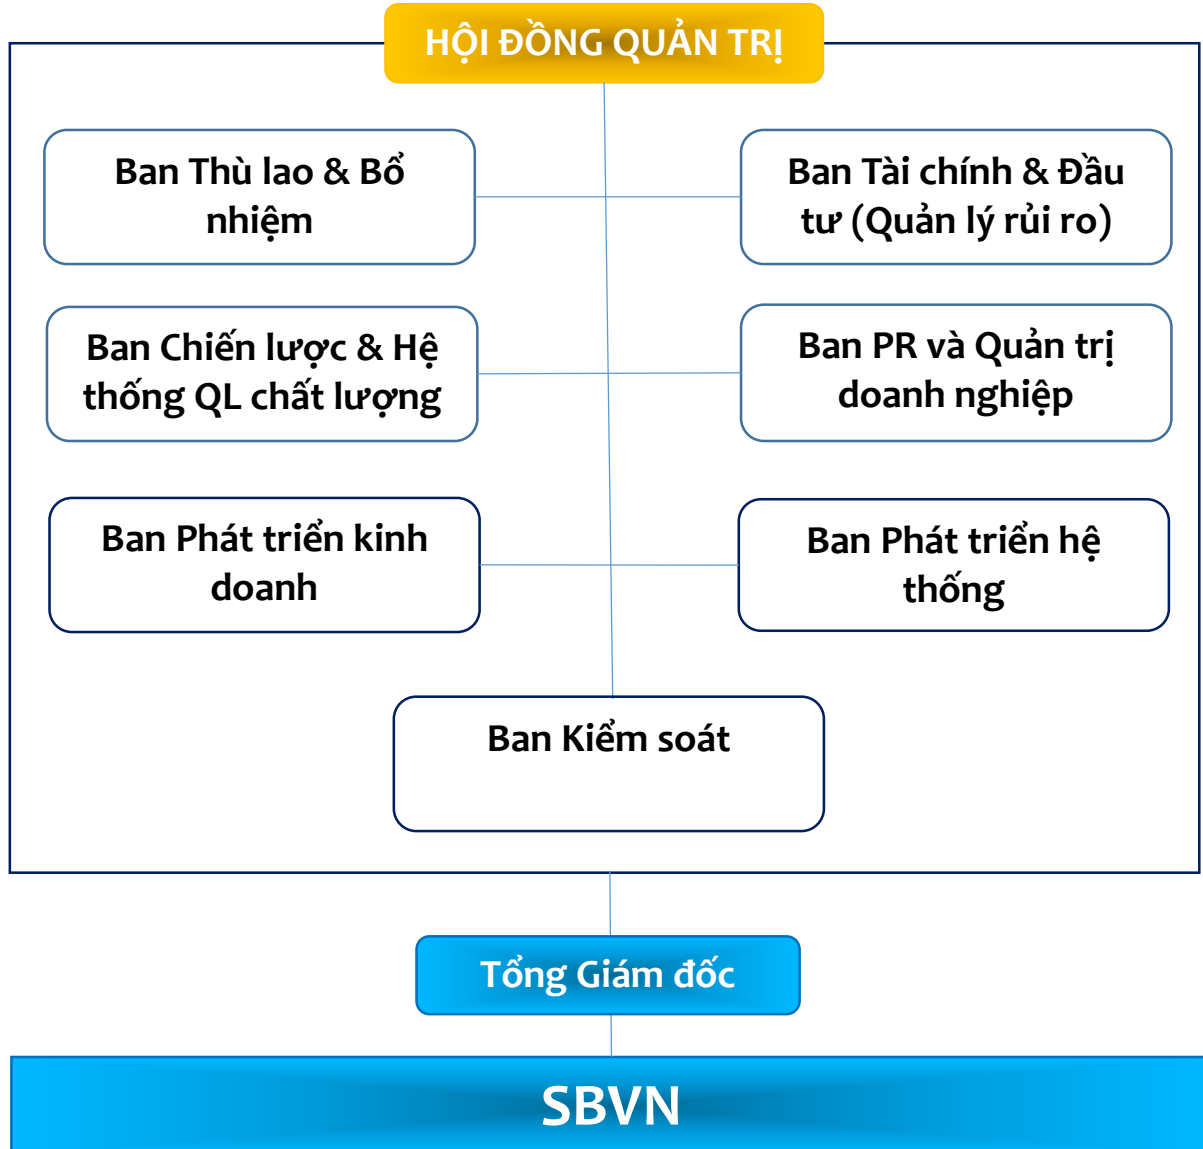 HỘI ĐỒNG QUẢN TRỊ
Ban Thù lao & Bổ
nhiệm
Ban Tài chính & Đầu
tư (Quản lý rủi ro)
Ban Chiến lược & Hệ
thống QL chất lượng
Ban PR và Quản trị
doanh nghiệp
Ban Phát triển kinh
doanh
Ban Phát triển hệ
thống
Ban Kiểm soát
Tổng Giám đốc
SBVN